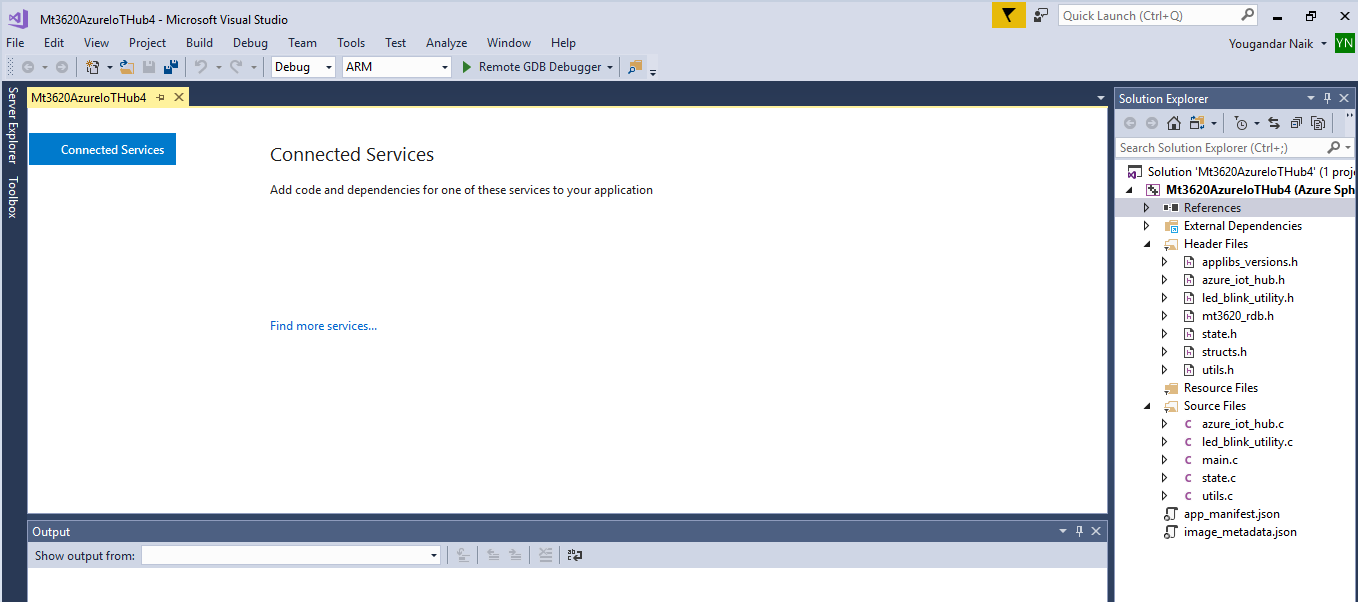 Mt3620AzureIoTHub4 - Microsoft Visual Studio
Quick Launch (Ctrl+Q)
File Edit View Project Build Debug Team Tools Test Analyze Window Help
Yougandar Naik YN
Debug ARM Remote GDB Debugger
Server Explorer
Toolbox
Mt3620AzureIoTHub4
Connected Services
Connected Services
Add code and dependencies for one of these services to your application
Find more services...
Output
Show output from:
Solution Explorer
Search Solution Explorer (Ctrl+;)
Solution 'Mt3620AzureIoTHub4' (1 proj
Mt3620AzureIoTHub4 (Azure Sph
References
External Dependencies
Header Files
applibs_versions.h
azure_iot_hub.h
led_blink_utility.h
mt3620_rdb.h
state.h
structs.h
utils.h
Resource Files
Source Files
azure_iot_hub.c
led_blink_utility.c
main.c
state.c
utils.c
app_manifest.json
image_metadata.json